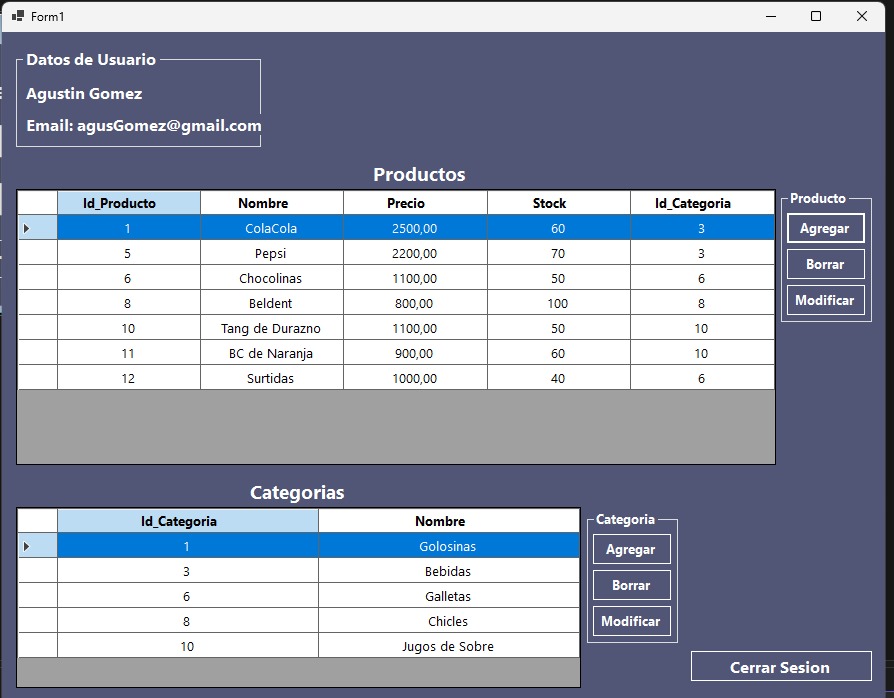 Form1
Datos de Usuario
Agustin Gomez
Email: agusGomez@gmail.com
Productos
Id_Producto Nombre Precio Stock Id_Categoria
1 ColaCola 2500,00 60 3
5 Pepsi 2200,00 70 3
6 Chocolinas 1100,00 50 6
8 Beldent 800,00 100 8
10 Tang de Durazno 1100,00 50 10
11 BC de Naranja 900,00 60 10
12 Surtidas 1000,00 40 6
Producto
Agregar
Borrar
Modificar
Categorias
Id_Categoria Nombre
1 Golosinas
3 Bebidas
6 Galletas
8 Chicles
10 Jugos de Sobre
Categoria
Agregar
Borrar
Modificar
Cerrar Sesion